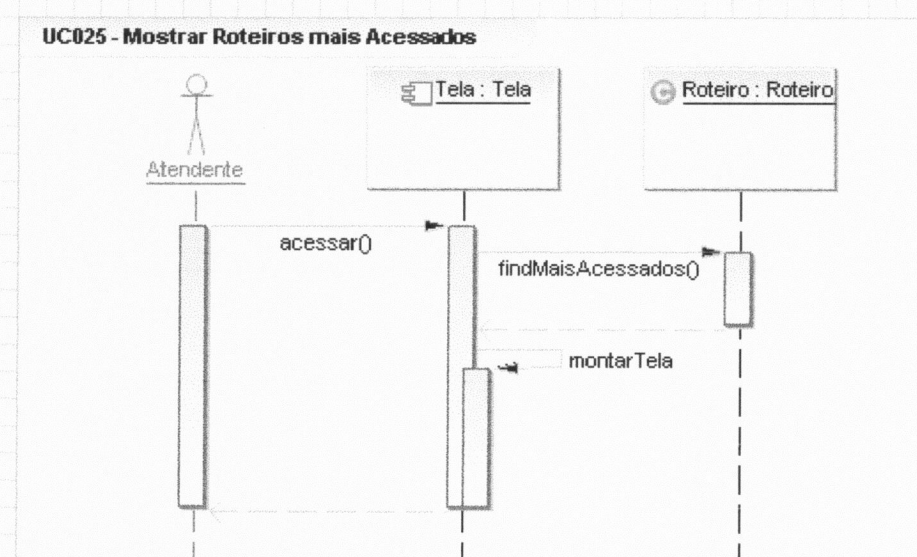 UC025 - Mostrar Roteiros mais Acessados
Tela : Tela
Roteiro : Roteiro
Atendente
acessar()
findMaisAcessados()
montarTela